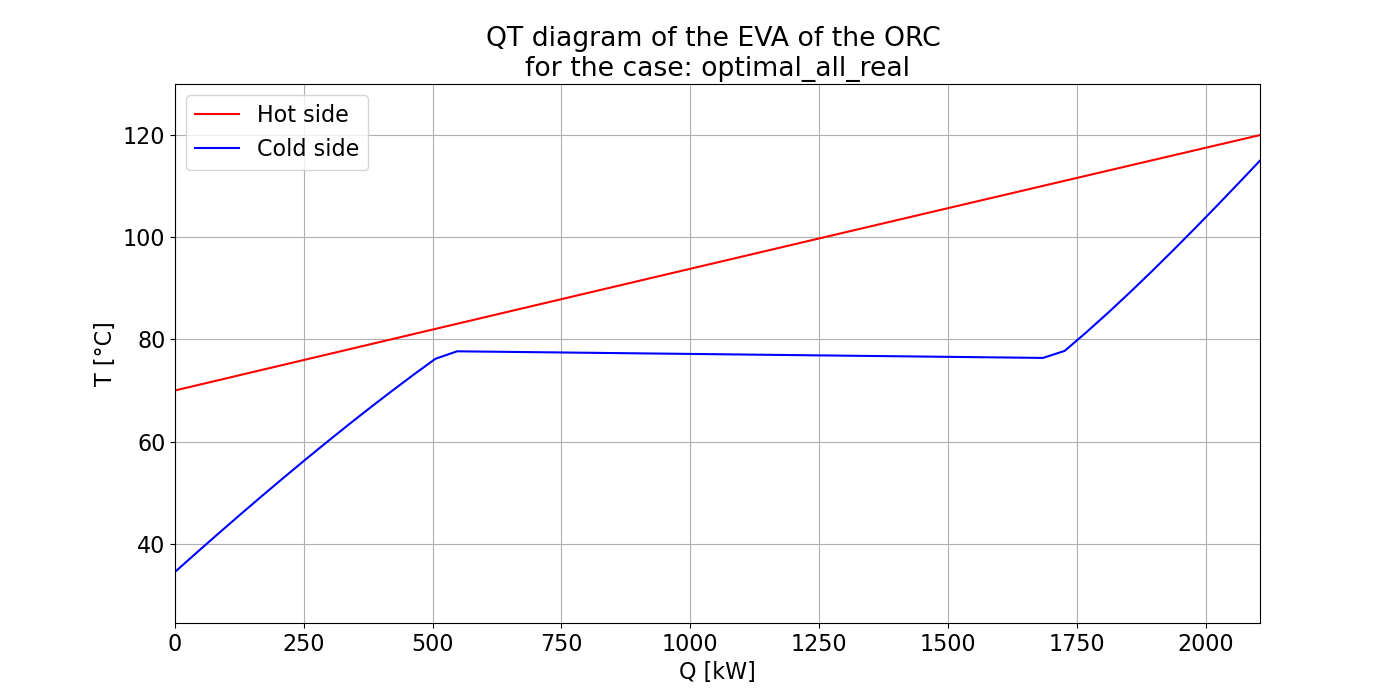 QT diagram of the EVA of the ORC
for the case: optimal_all_real
Hot side
Cold side
T [°C]
120
100
80
60
40
0 250 500 750 1000 1250 1500 1750 2000
Q [kW]